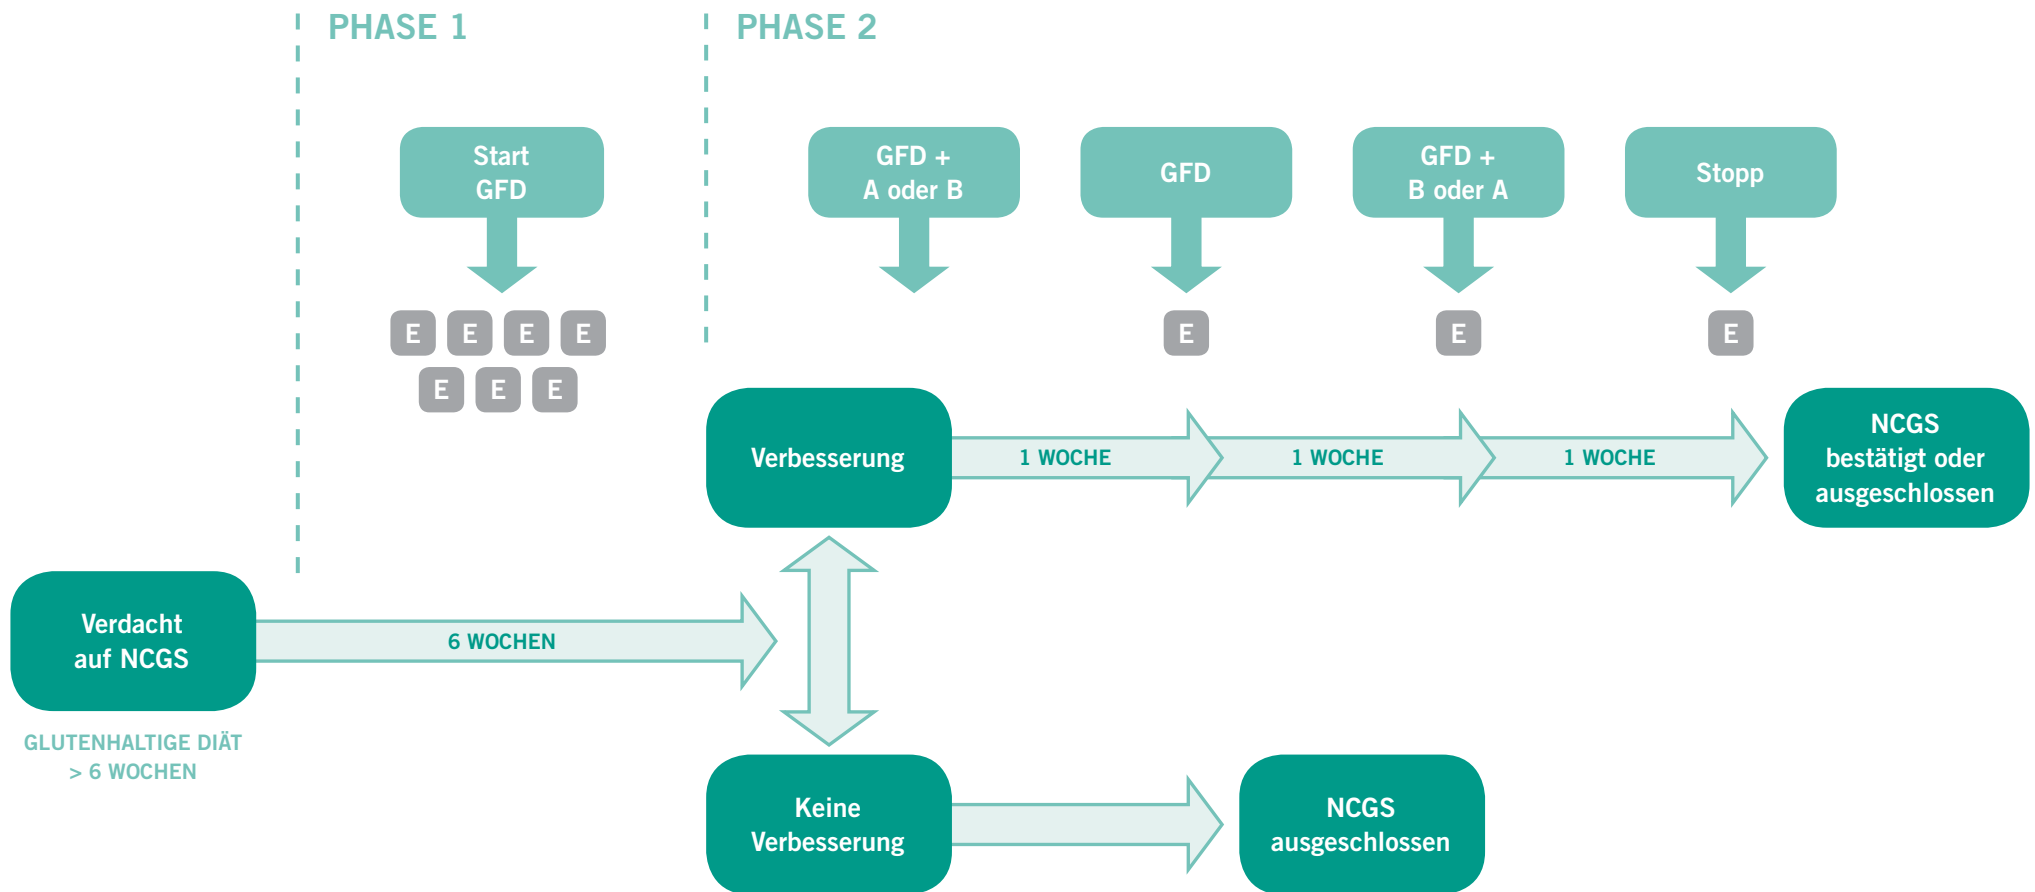 PHASE 1
PHASE 2
Start
GFD
GFD +
A oder B
GFD
GFD +
B oder A
Stopp
E E E E
E E E
E
E
E
Verbesserung
1 WOCHE
1 WOCHE
1 WOCHE
NCGS
bestätigt oder
ausgeschlossen
Verdacht
auf NCGS
6 WOCHEN
GLUTENHALTIGE DIÄT
> 6 WOCHEN
Keine
Verbesserung
NCGS
ausgeschlossen